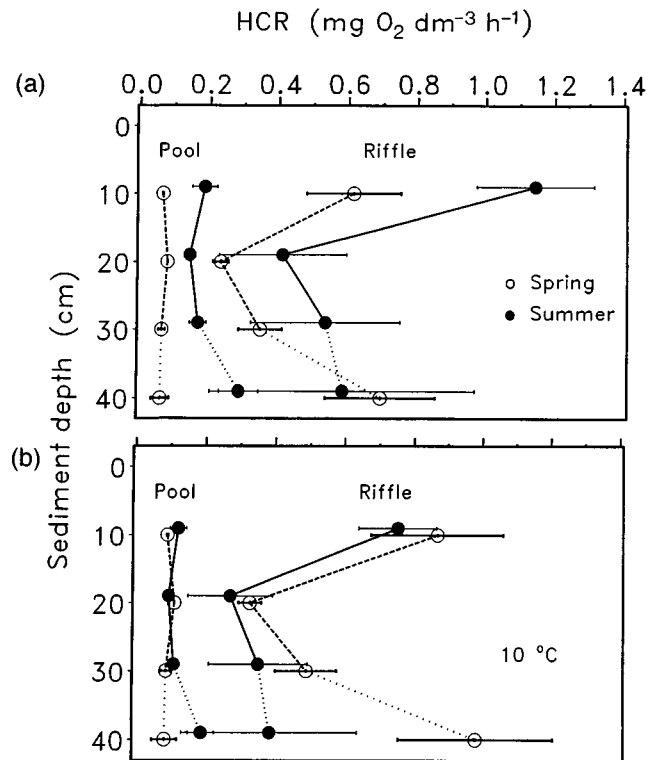 HCR (mg O₂ dm⁻³ h⁻¹)
(a)
0.0 0.2 0.4 0.6 0.8 1.0 1.2 1.4
0
Pool Riffle
10
20
Spring
Summer
30
40
Sediment depth (cm)
(b)
0
Pool Riffle
10
20
30
10 °C
40